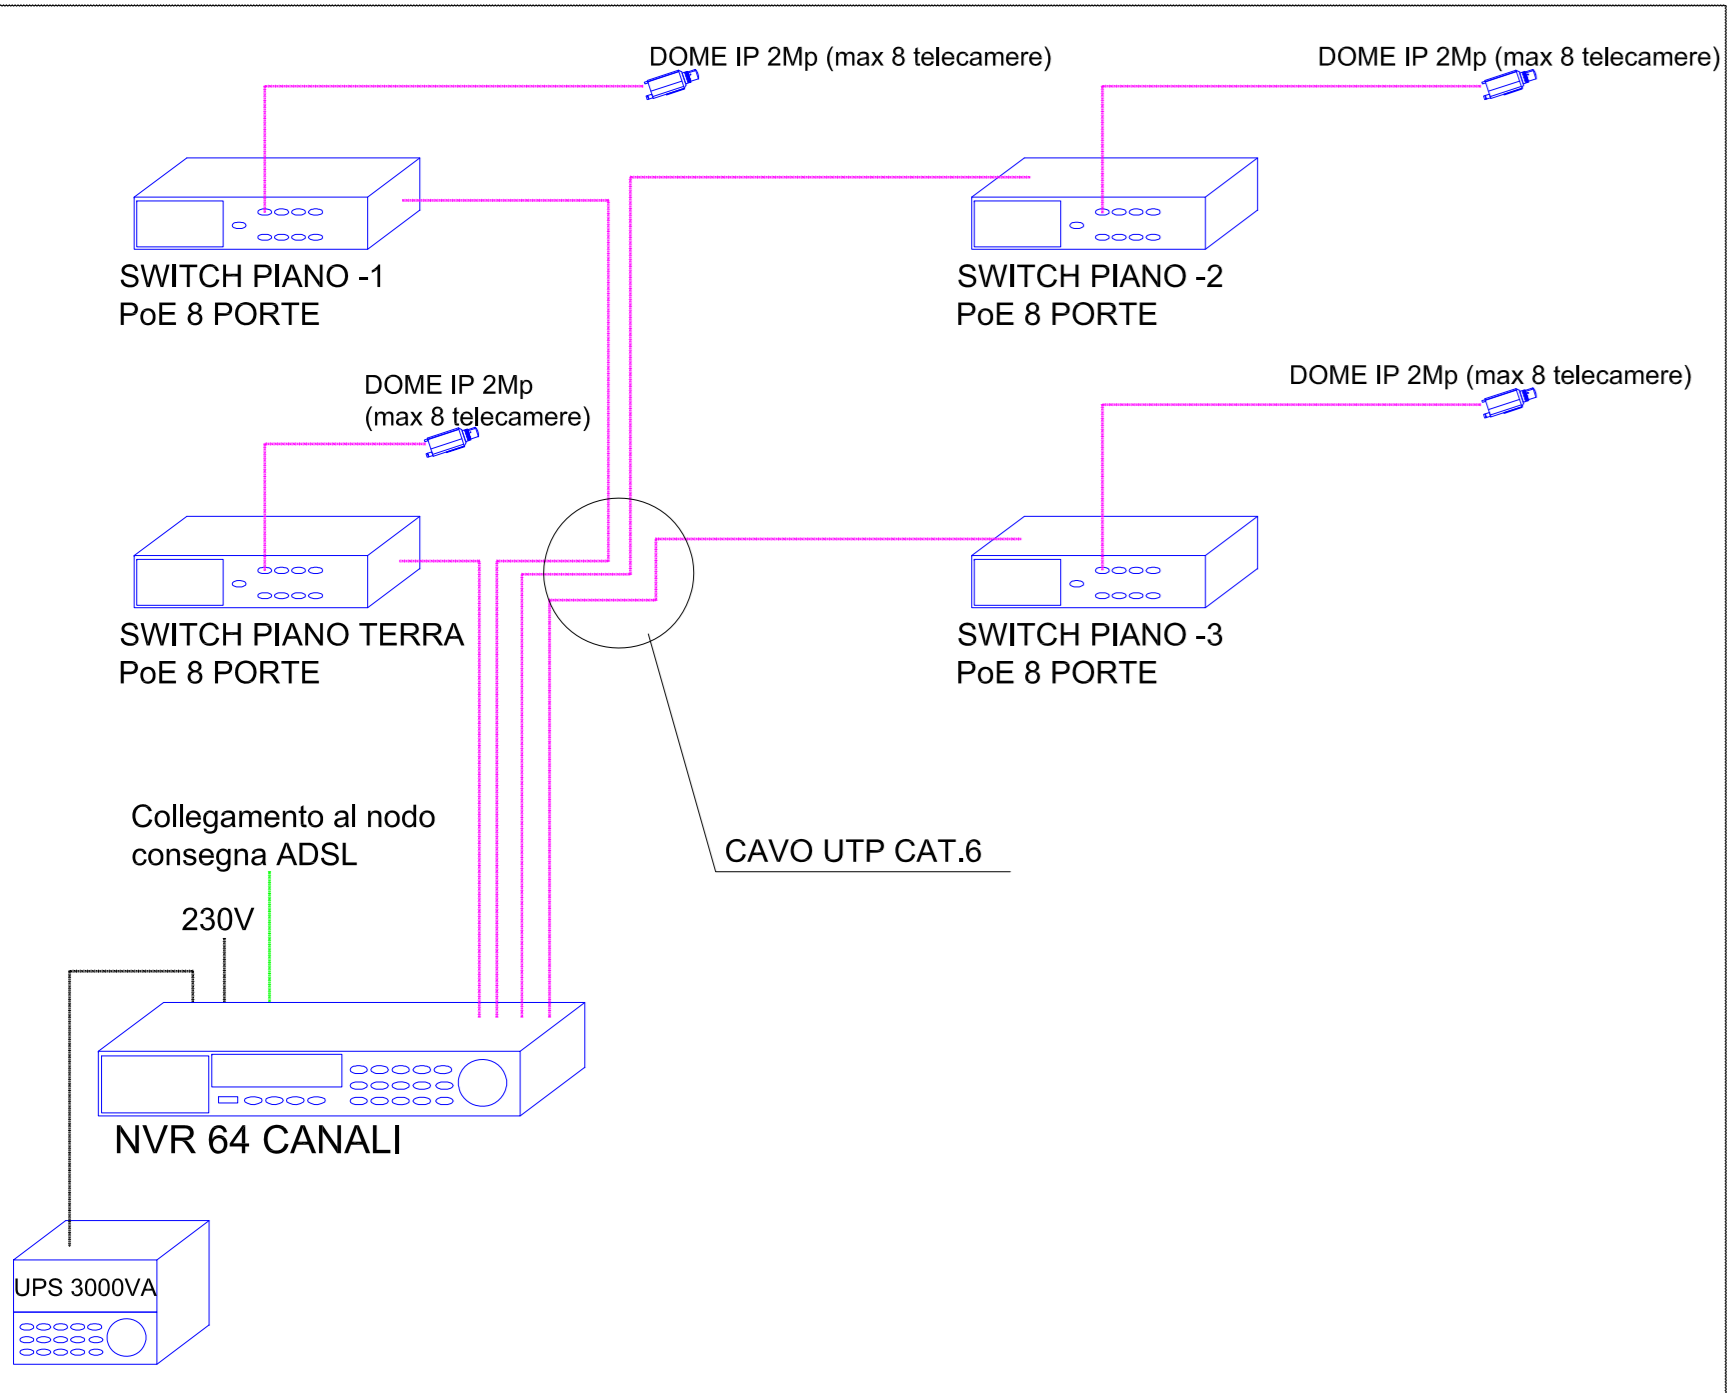 DOME IP 2Mp (max 8 telecamere)
DOME IP 2Mp (max 8 telecamere)
SWITCH PIANO -1
PoE 8 PORTE
SWITCH PIANO -2
PoE 8 PORTE
DOME IP 2Mp
(max 8 telecamere)
DOME IP 2Mp (max 8 telecamere)
SWITCH PIANO TERRA
PoE 8 PORTE
SWITCH PIANO -3
PoE 8 PORTE
Collegamento al nodo
consegna ADSL
CAVO UTP CAT.6
230V
NVR 64 CANALI
UPS 3000VA